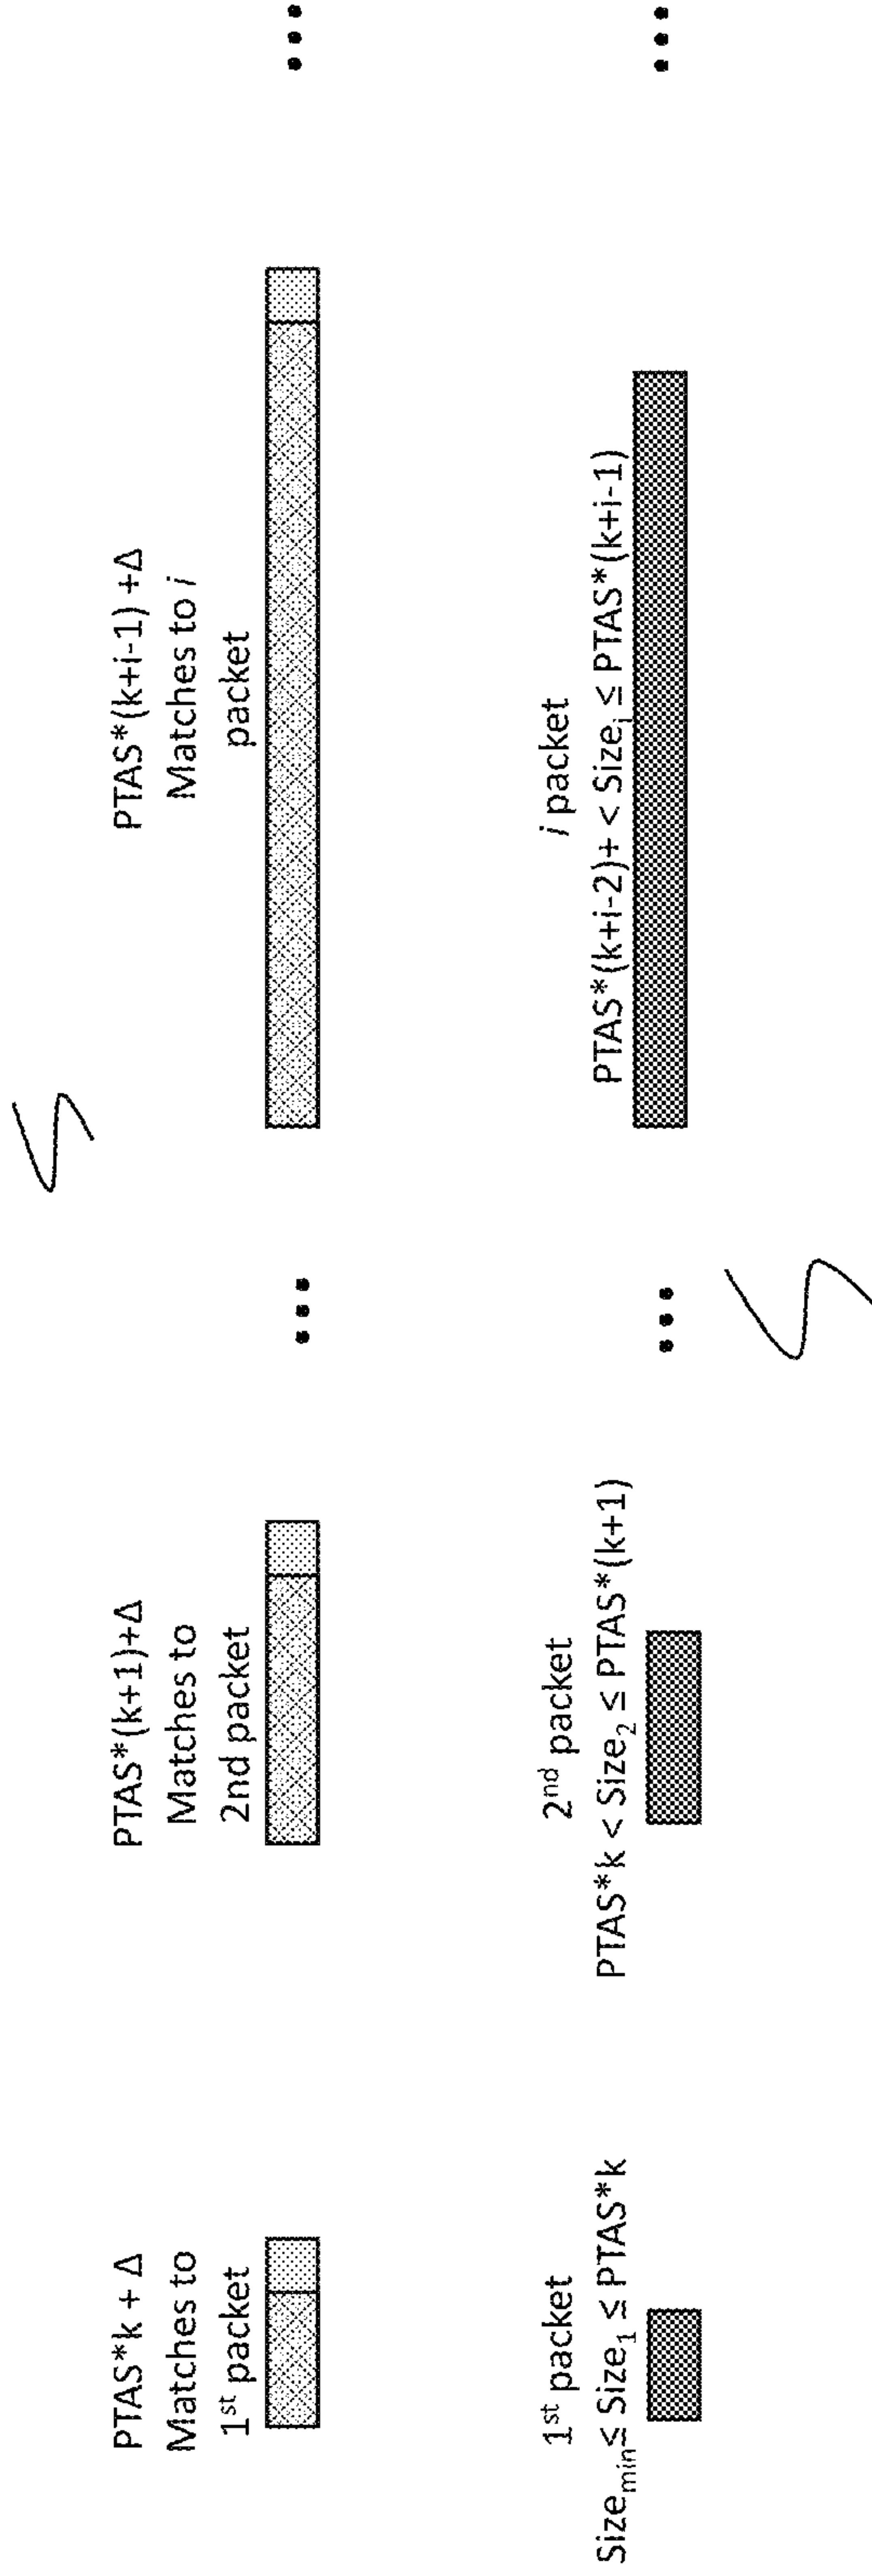 PTAS*k + Δ
Matches to
1st packet
PTAS*(k+1)+Δ
Matches to
2nd packet
•••
PTAS*(k+i-1) +Δ
Matches to i
packet
•••
1st packet
Sizemin≤ Size1 ≤ PTAS*k
2nd packet
PTAS*k < Size2 ≤ PTAS*(k+1)
•••
i packet
PTAS*(k+i-2)+ < Sizei ≤ PTAS*(k+i-1)
•••